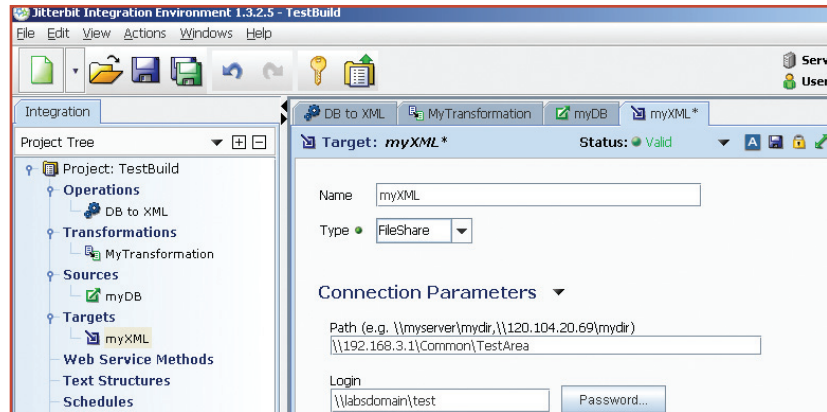 Jitterbit Integration Environment 1.3.2.5 - TestBuild
File Edit View Actions Windows Help
Serv
User
Integration
DB to XML MyTransformation myDB myXML*
Project Tree
Target: myXML* Status: Valid A
Project: TestBuild
Operations
DB to XML
Transformations
MyTransformation
Sources
myDB
Targets
myXML
Web Service Methods
Text Structures
Schedules
Name myXML
Type FileShare
Connection Parameters
Path (e.g. \\myserver\mydir,\\120.104.20.69\mydir)
\\192.168.3.1\Common\TestArea
Login
\\labsdomain\test Password...